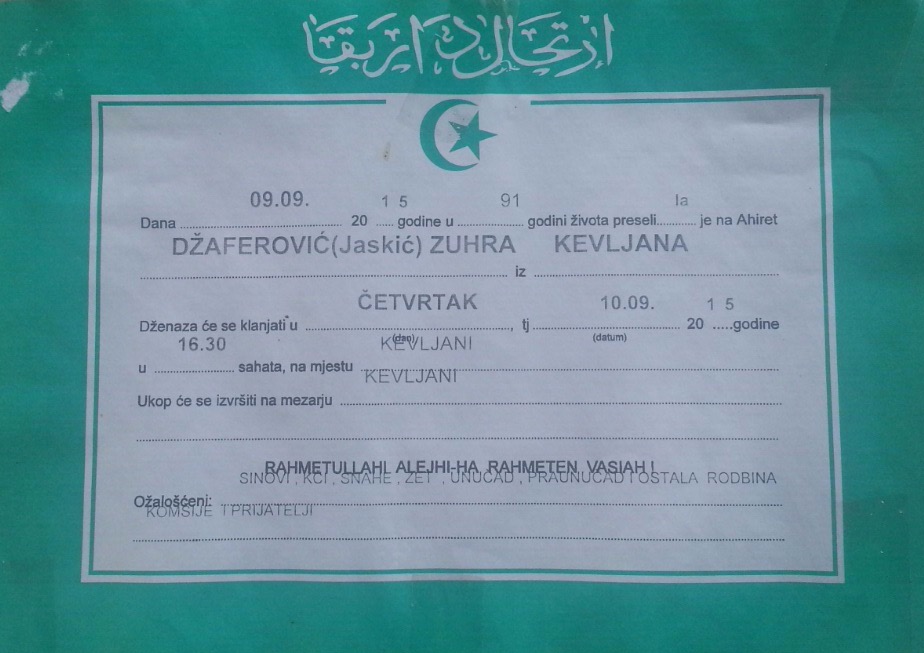 ارتحال دار بقا
09.09. 15 91 la
Dana .................... 20 ..... godine u .............. godini života preseli........... je na Ahiret
DŽAFEROVIĆ(Jaskić) ZUHRA KEVLJANA
.................... iz ....................
ČETVRTAK 10.09. 15
Dženaza će se klanjati u ...................., tj.................... 20 .....godine
(dan) (datum)
16.30 KEVLJANI
u .................... sahata, na mjestu ....................
KEVLJANI
Ukop će se izvršiti na mezarju ....................
RAHMETULLAHI ALEJHI-HA RAHMETEN VASIAH !
SINOVI , KĆI , SNAHE , ZET , UNUČAD , PRAUNUČAD I OSTALA RODBINA
Ožalošćeni: ....................
KOMŠIJE I PRIJATELJI